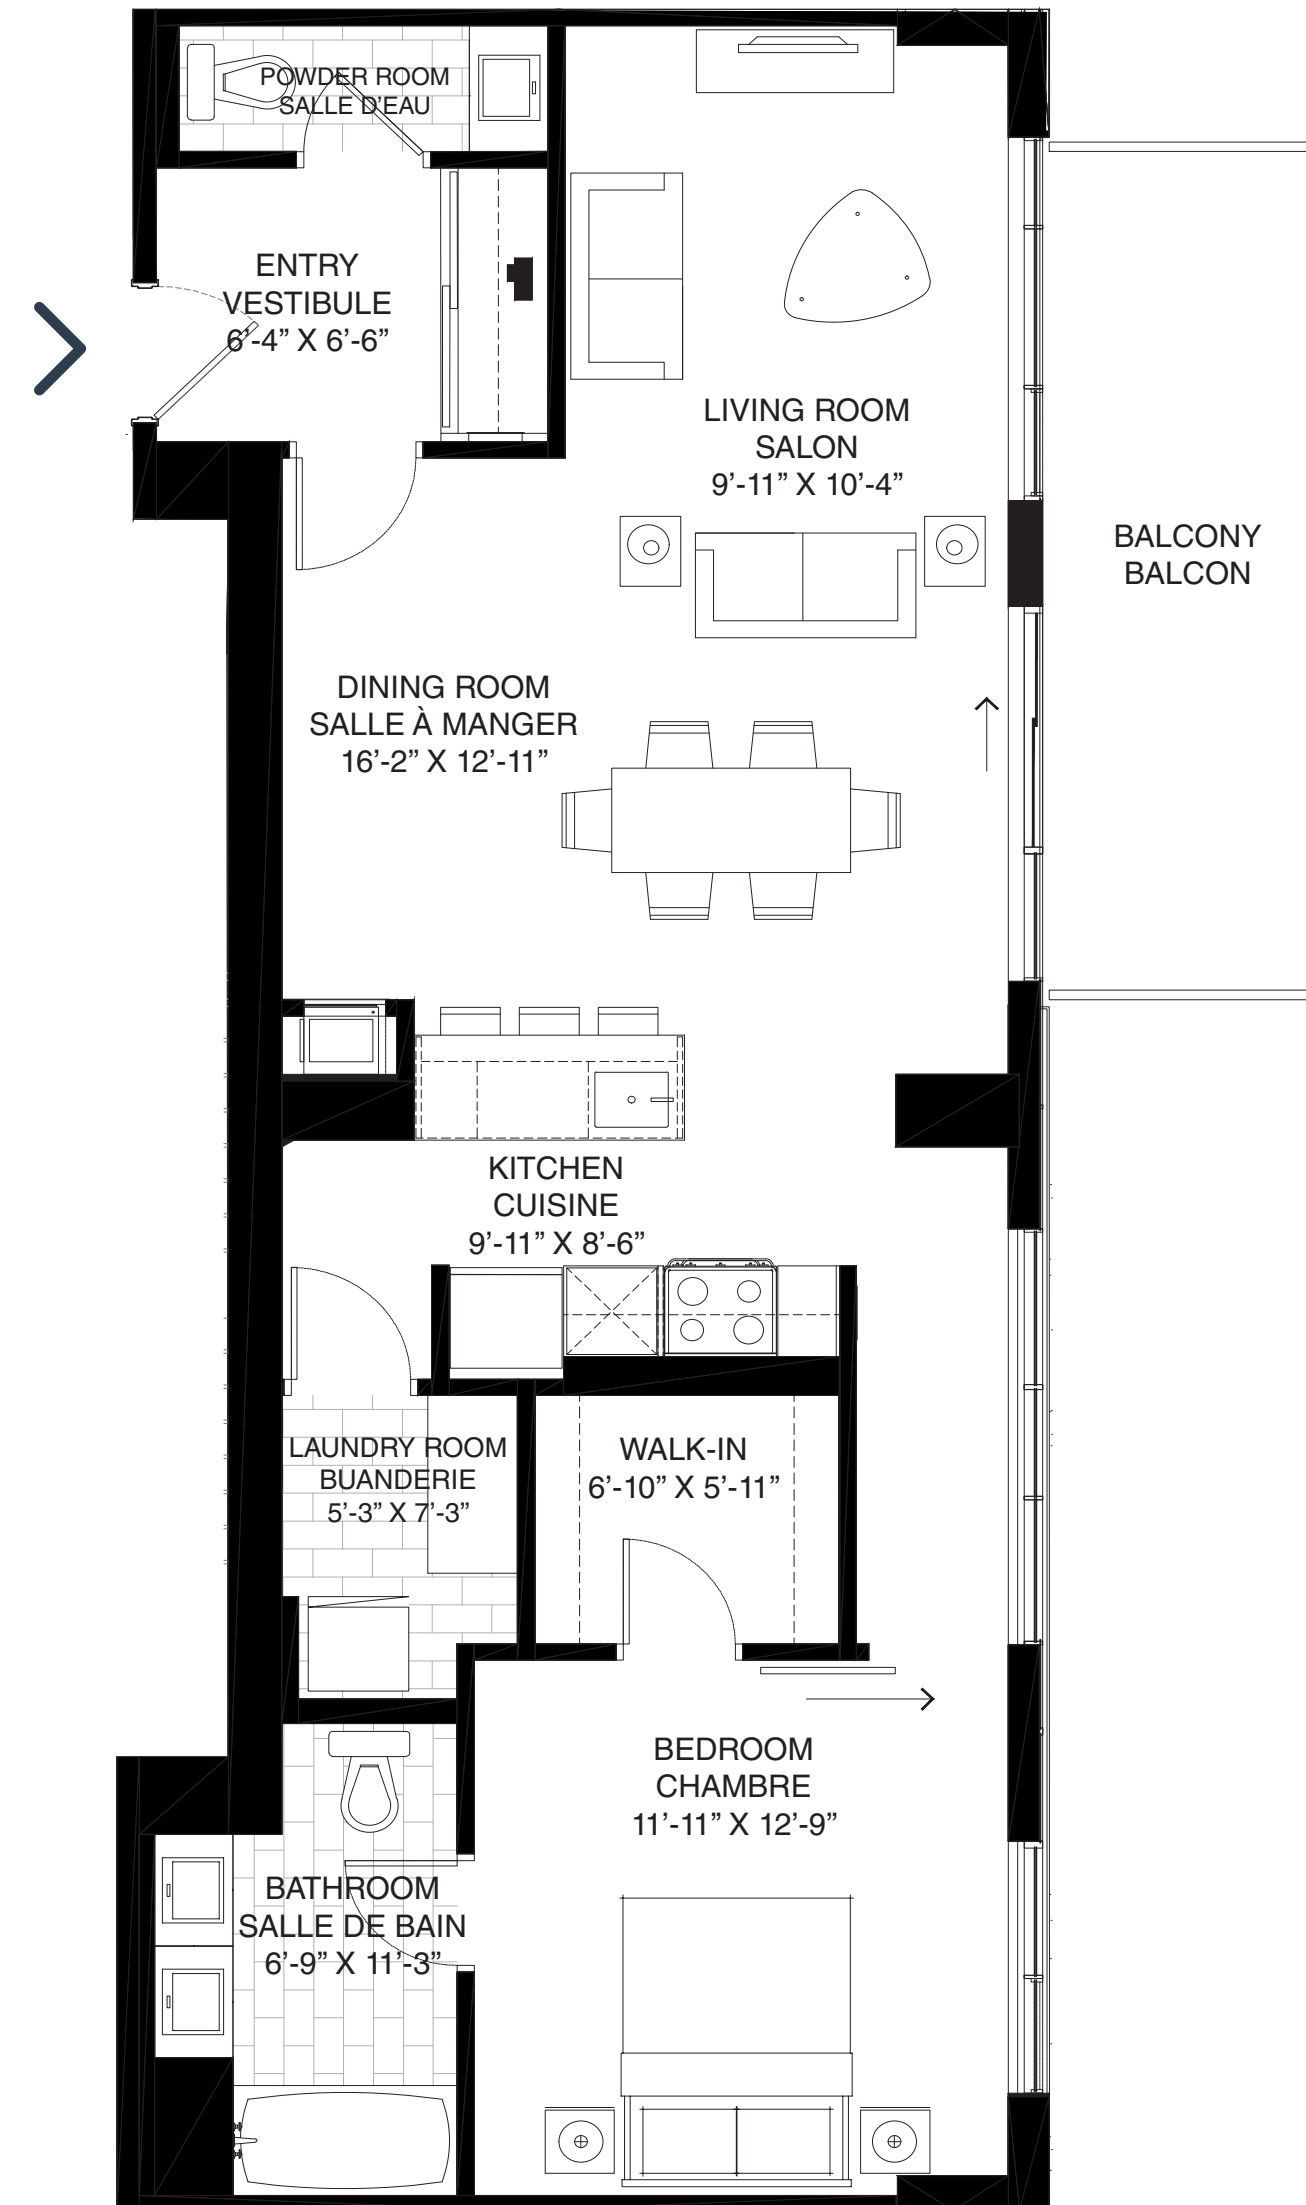 POWDER ROOM
SALLE D’EAU
ENTRY
VESTIBULE
6’-4” X 6’-6”
LIVING ROOM
SALON
9’-11” X 10’-4”
BALCONY
BALCON
DINING ROOM
SALLE À MANGER
16’-2” X 12’-11”
KITCHEN
CUISINE
9’-11” X 8’-6”
LAUNDRY ROOM
BUANDERIE
5’-3” X 7’-3”
WALK-IN
6’-10” X 5’-11”
BEDROOM
CHAMBRE
11’-11” X 12’-9”
BATHROOM
SALLE DE BAIN
6’-9” X 11’-3”